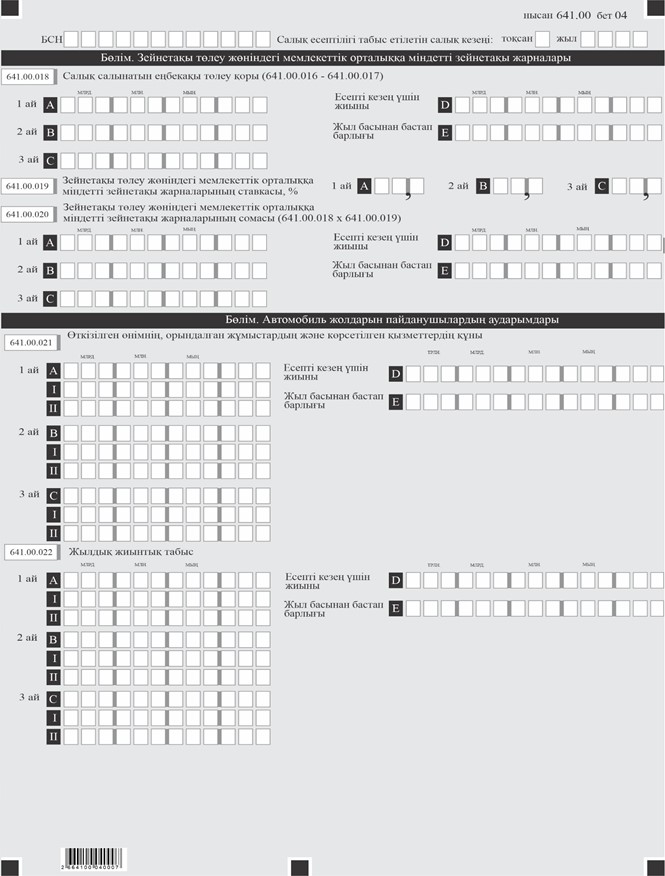 пысан 641.00 бет 04
БСН Салық есептілігі табыс етілетін салық кезеңі: тоқсан жыл
Бөлім. Зейнетақы төлеу жөніндегі мемлекеттік орталыққа міндетті зейнетақы жарналары
641.00.018 Салық салынатын еңбекақы төлеу қоры (641.00.016 - 641.00.017)
МЛРД МЛН МЫҢ МЛРД МЛН МЫҢ
1 ай A Есепті кезең үшін жиыны D
2 ай B Жыл басынан бастап барлығы E
3 ай C
641.00.019 Зейнетақы төлеу жөніндегі мемлекеттік орталыққа
міндетті зейнетақы жарналарының ставкасы, % 1 ай A , 2 ай B , 3 ай C ,
641.00.020 Зейнетақы төлеу жөніндегі мемлекеттік орталыққа
міндетті зейнетақы жарналарының сомасы (641.00.018 х 641.00.019)
МЛРД МЛН МЫҢ МЛРД МЛН МЫҢ
1 ай A Есепті кезең үшін жиыны D
2 ай B Жыл басынан бастап барлығы E
3 ай C
Бөлім. Автомобиль жолдарын пайданушылардың аударымдары
641.00.021 Өткізілген өнімнің, орындалған жұмыстардың және көрсетілген қызметтердің құны
МЛРД МЛН МЫҢ ТРЛН МЛРД МЛН МЫҢ
1 ай A Есепті кезең үшін жиыны D
I
II Жыл басынан бастап барлығы E
2 ай B
I
II
3 ай C
I
II
641.00.022 Жылдық жиынтық табыс
МЛРД МЛН МЫҢ ТРЛН МЛРД МЛН МЫҢ
1 ай A Есепті кезең үшін жиыны D
I
II Жыл басынан бастап барлығы E
2 ай B
I
II
3 ай C
I
II
2664100040007